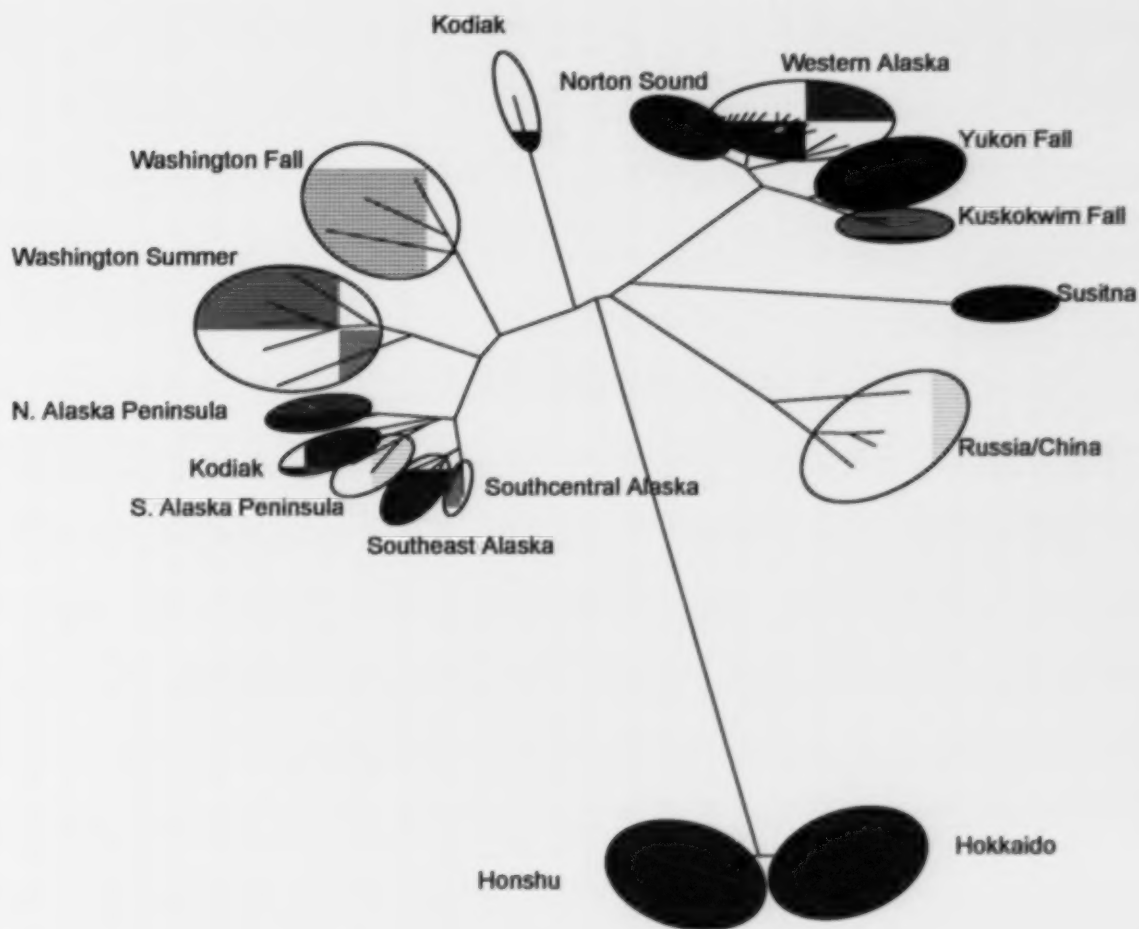 Kodiak
Western Alaska
Norton Sound
Yukon Fall
Washington Fall
Kuskokwim Fall
Washington Summer
Susitna
N. Alaska Peninsula
Russia/China
Kodiak
Southcentral Alaska
S. Alaska Peninsula
Southeast Alaska
Hokkaido
Honshu